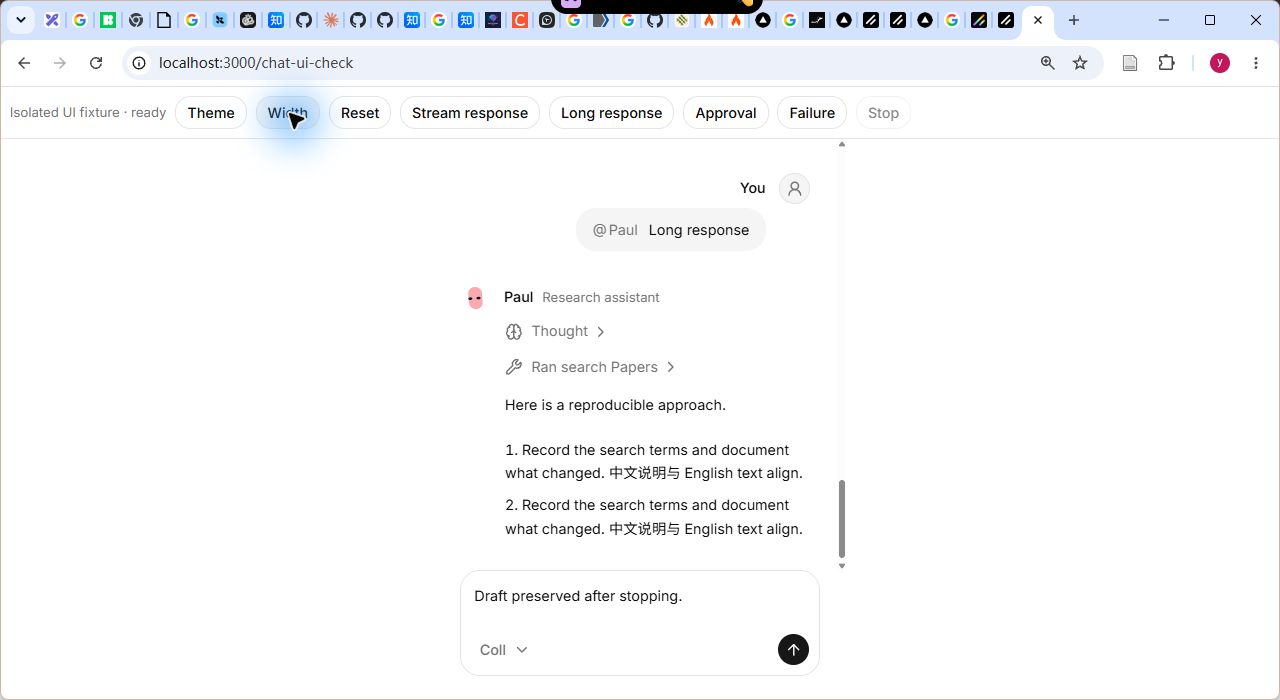 localhost:3000/chat-ui-check
y
Isolated UI fixture · ready
Theme
Width
Reset
Stream response
Long response
Approval
Failure
Stop
You
@Paul Long response
Paul Research assistant
Thought
Ran search Papers
Here is a reproducible approach.
1. Record the search terms and document
what changed. 中文说明与 English text align.
2. Record the search terms and document
what changed. 中文说明与 English text align.
Draft preserved after stopping.
Coll